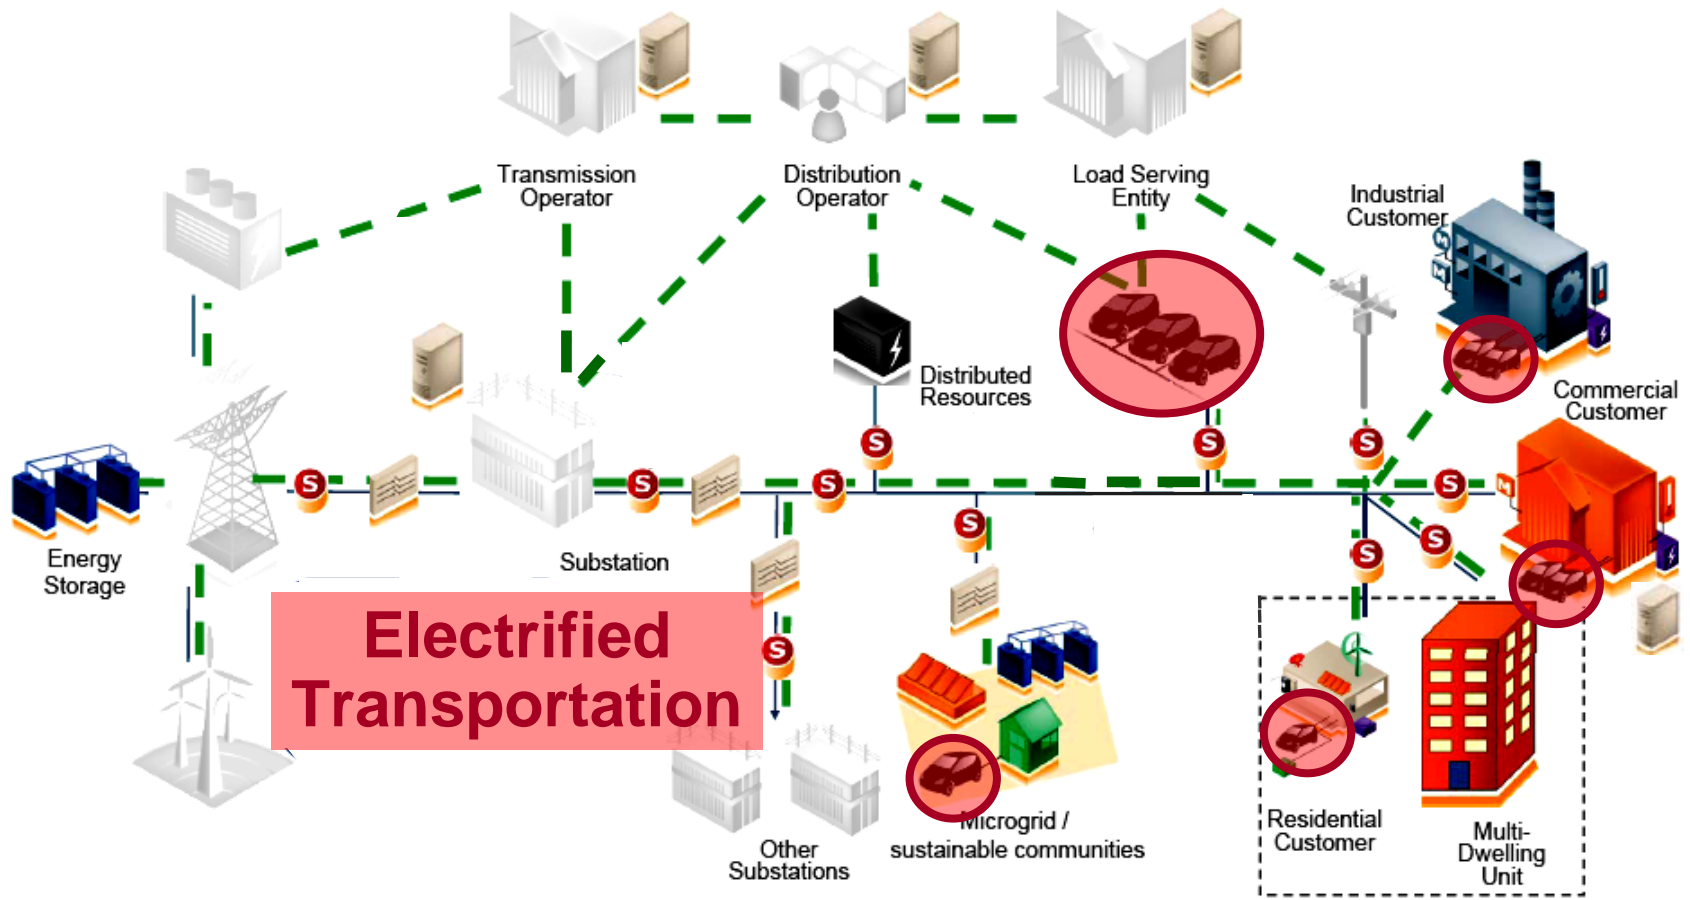 Transmission
Operator
Distribution
Operator
Load Serving
Entity
Industrial
Customer
M
M
Distributed
Resources
Commercial
Customer
S
S
S
S
S
S
S
S
M
Energy
Storage
Substation
S
S
S
Electrified
Transportation
S
Other
Substations
Microgrid /
sustainable communities
Residential
Customer
Multi-
Dwelling
Unit